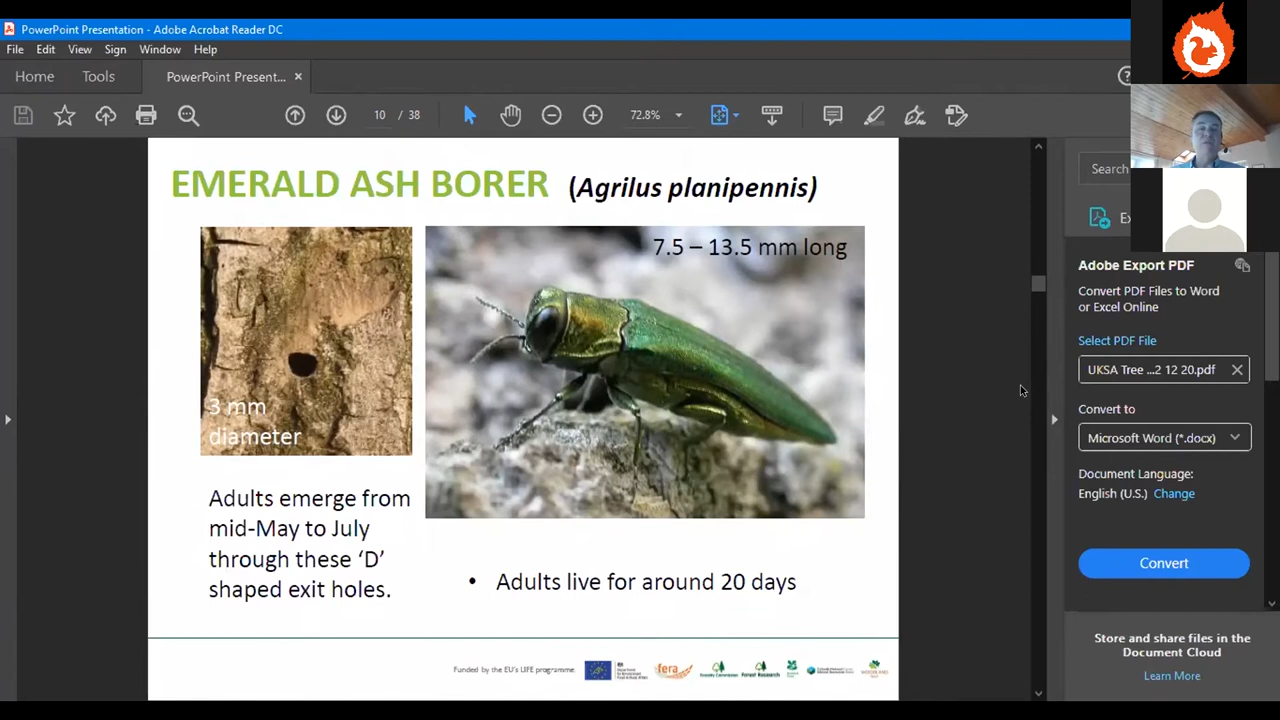 PowerPoint Presentation - Adobe Acrobat Reader DC
File Edit View Sign Window Help
Home Tools PowerPoint Present... ×
10 / 38 72.8%
EMERALD ASH BORER (Agrilus planipennis)
7.5 – 13.5 mm long
3 mm
diameter
Adults emerge from
mid-May to July
through these ‘D’
shaped exit holes.
• Adults live for around 20 days
Funded by the EU's LIFE programme
fera
Forestry Commission
Forest Research
Search
Adobe Export PDF
Convert PDF Files to Word
or Excel Online
Select PDF File
UKSA Tree ...2 12 20.pdf
Convert to
Microsoft Word (*.docx)
Document Language:
English (U.S.) Change
Convert
Store and share files in the
Document Cloud
Learn More